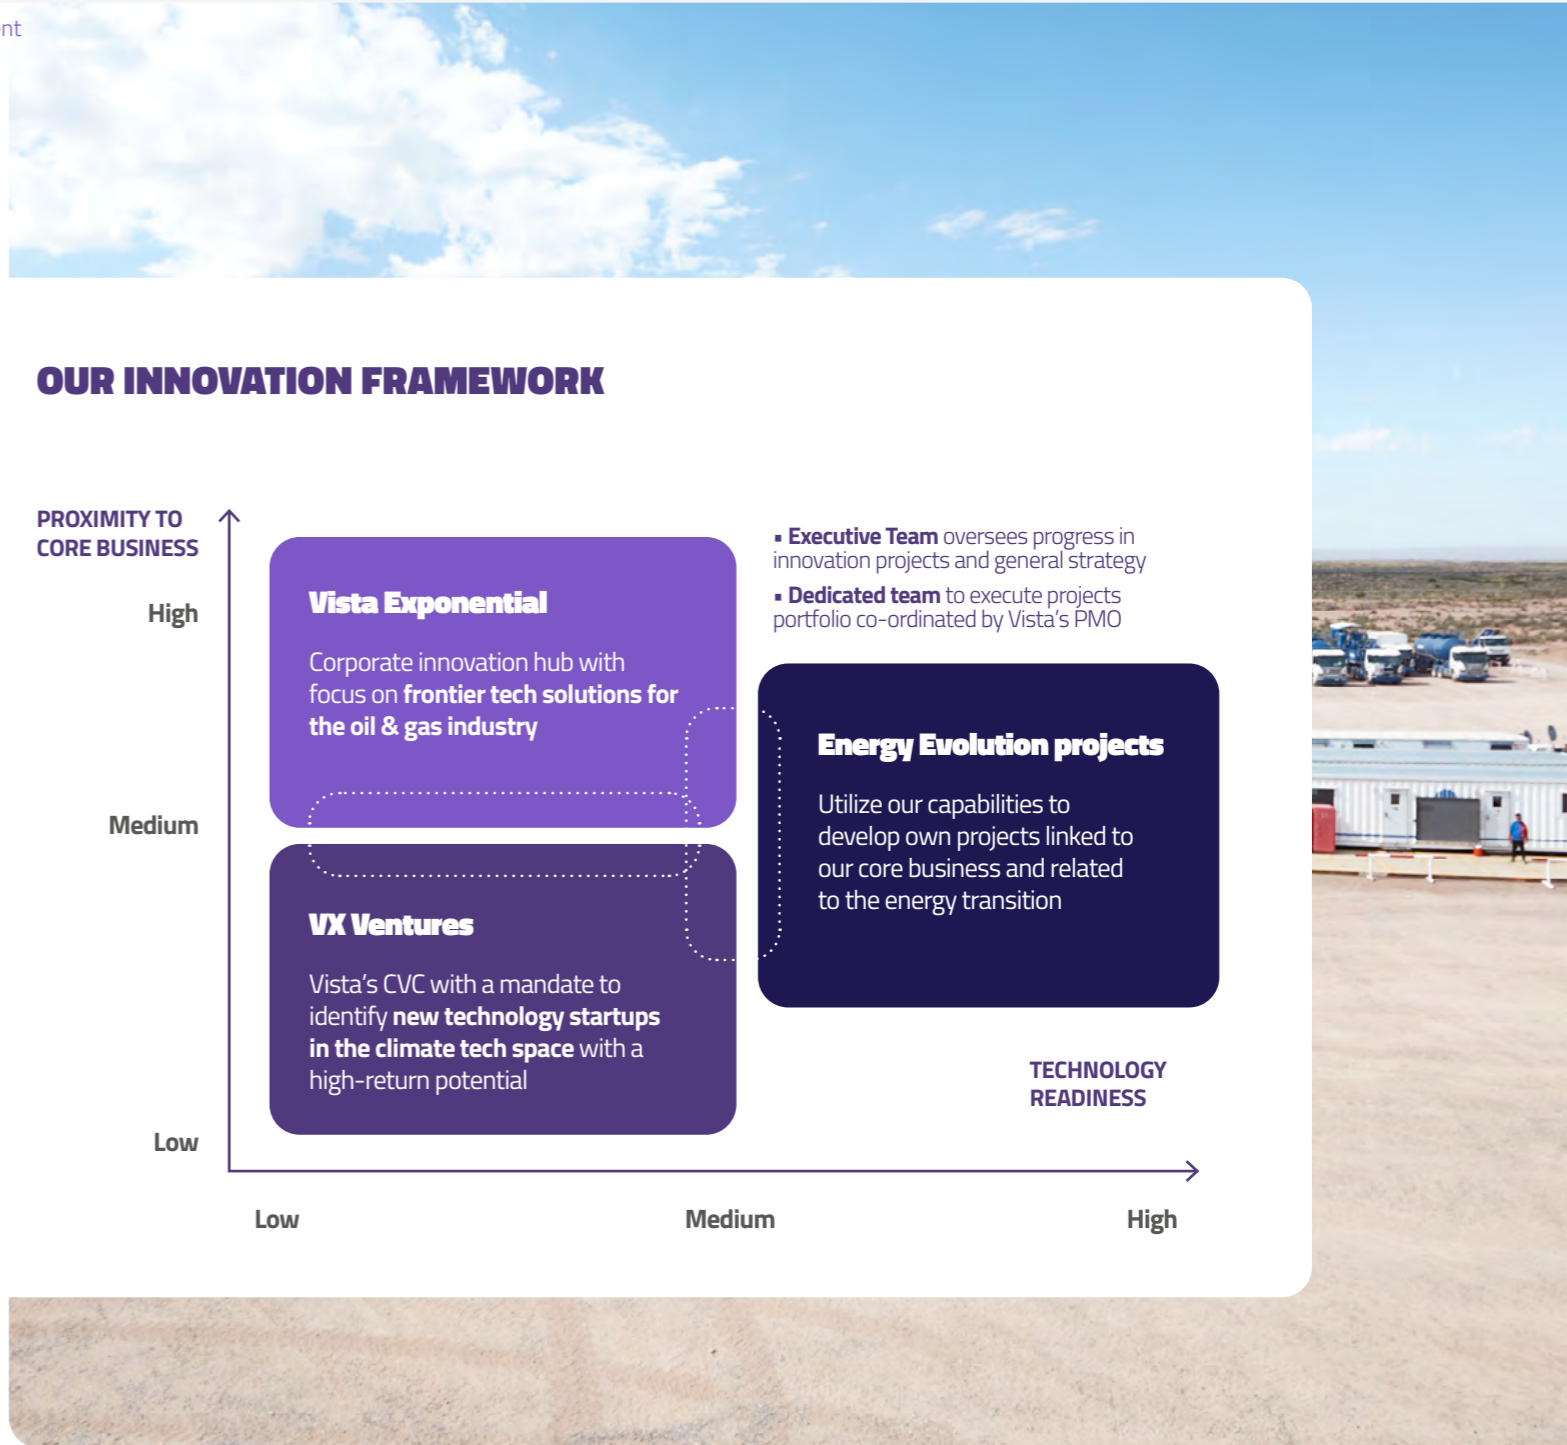 nt
OUR INNOVATION FRAMEWORK
PROXIMITY TO
CORE BUSINESS
High
Medium
Low
Vista Exponential
Corporate innovation hub with
focus on frontier tech solutions for
the oil & gas industry
VX Ventures
Vista's CVC with a mandate to
identify new technology startups
in the climate tech space with a
high-return potential
▪ Executive Team oversees progress in
innovation projects and general strategy
▪ Dedicated team to execute projects
portfolio co-ordinated by Vista's PMO
Energy Evolution projects
Utilize our capabilities to
develop own projects linked to
our core business and related
to the energy transition
TECHNOLOGY
READINESS
Low
Medium
High